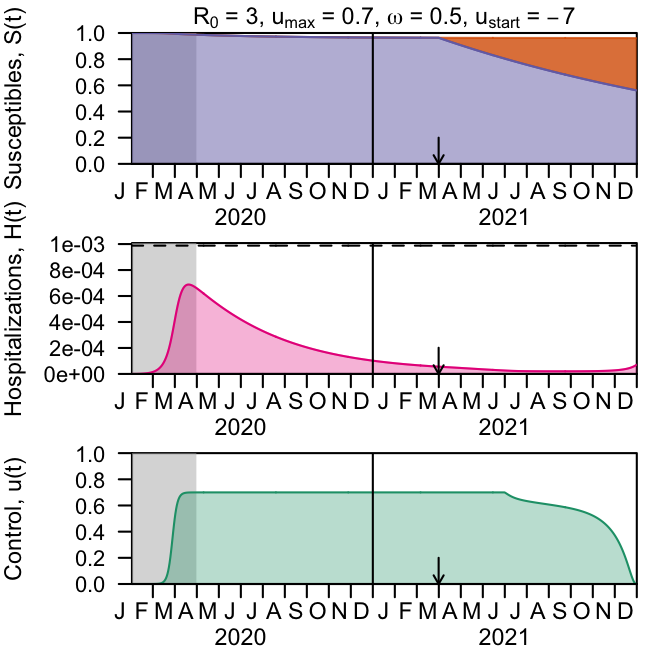 R₀ = 3, u_max = 0.7, ω = 0.5, u_start = −7
Susceptibles, S(t)
1.0
0.8
0.6
0.4
0.2
0.0
J F M A M J J A S O N D J F M A M J J A S O N D
2020 2021
Hospitalizations, H(t)
1e-03
8e-04
6e-04
4e-04
2e-04
0e+00
J F M A M J J A S O N D J F M A M J J A S O N D
2020 2021
Control, u(t)
1.0
0.8
0.6
0.4
0.2
0.0
J F M A M J J A S O N D J F M A M J J A S O N D
2020 2021